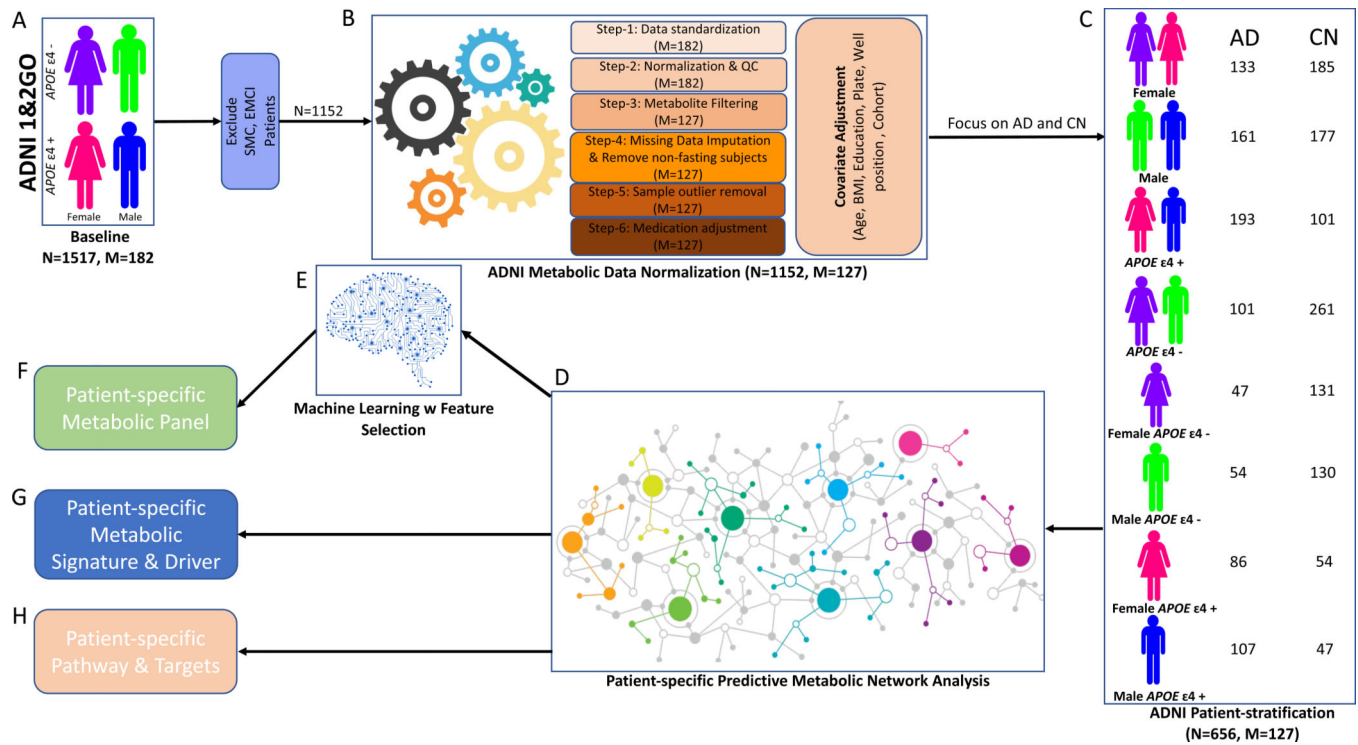 A
ADNI 1&2GO
APOE ε4 -
APOE ε4 +
Female
Male
Baseline
N=1517, M=182
Exclude
SMC, EMCI
Patients
N=1152
B
Step-1: Data standardization
(M=182)
Step-2: Normalization & QC
(M=182)
Step-3: Metabolite Filtering
(M=127)
Step-4: Missing Data Imputation
& Remove non-fasting subjects
(M=127)
Step-5: Sample outlier removal
(M=127)
Step-6: Medication adjustment
(M=127)
Covariate Adjustment
(Age, BMI, Education, Plate, Well
position , Cohort)
ADNI Metabolic Data Normalization (N=1152, M=127)
Focus on AD and CN
C
AD CN
133 185
Female
161 177
Male
193 101
APOE ε4 +
101 261
APOE ε4 -
47 131
Female APOE ε4 -
54 130
Male APOE ε4 -
86 54
Female APOE ε4 +
107 47
Male APOE ε4 +
ADNI Patient-stratification
(N=656, M=127)
D
Patient-specific Predictive Metabolic Network Analysis
E
Machine Learning w Feature
Selection
F
Patient-specific
Metabolic Panel
G
Patient-specific
Metabolic
Signature & Driver
H
Patient-specific
Pathway & Targets